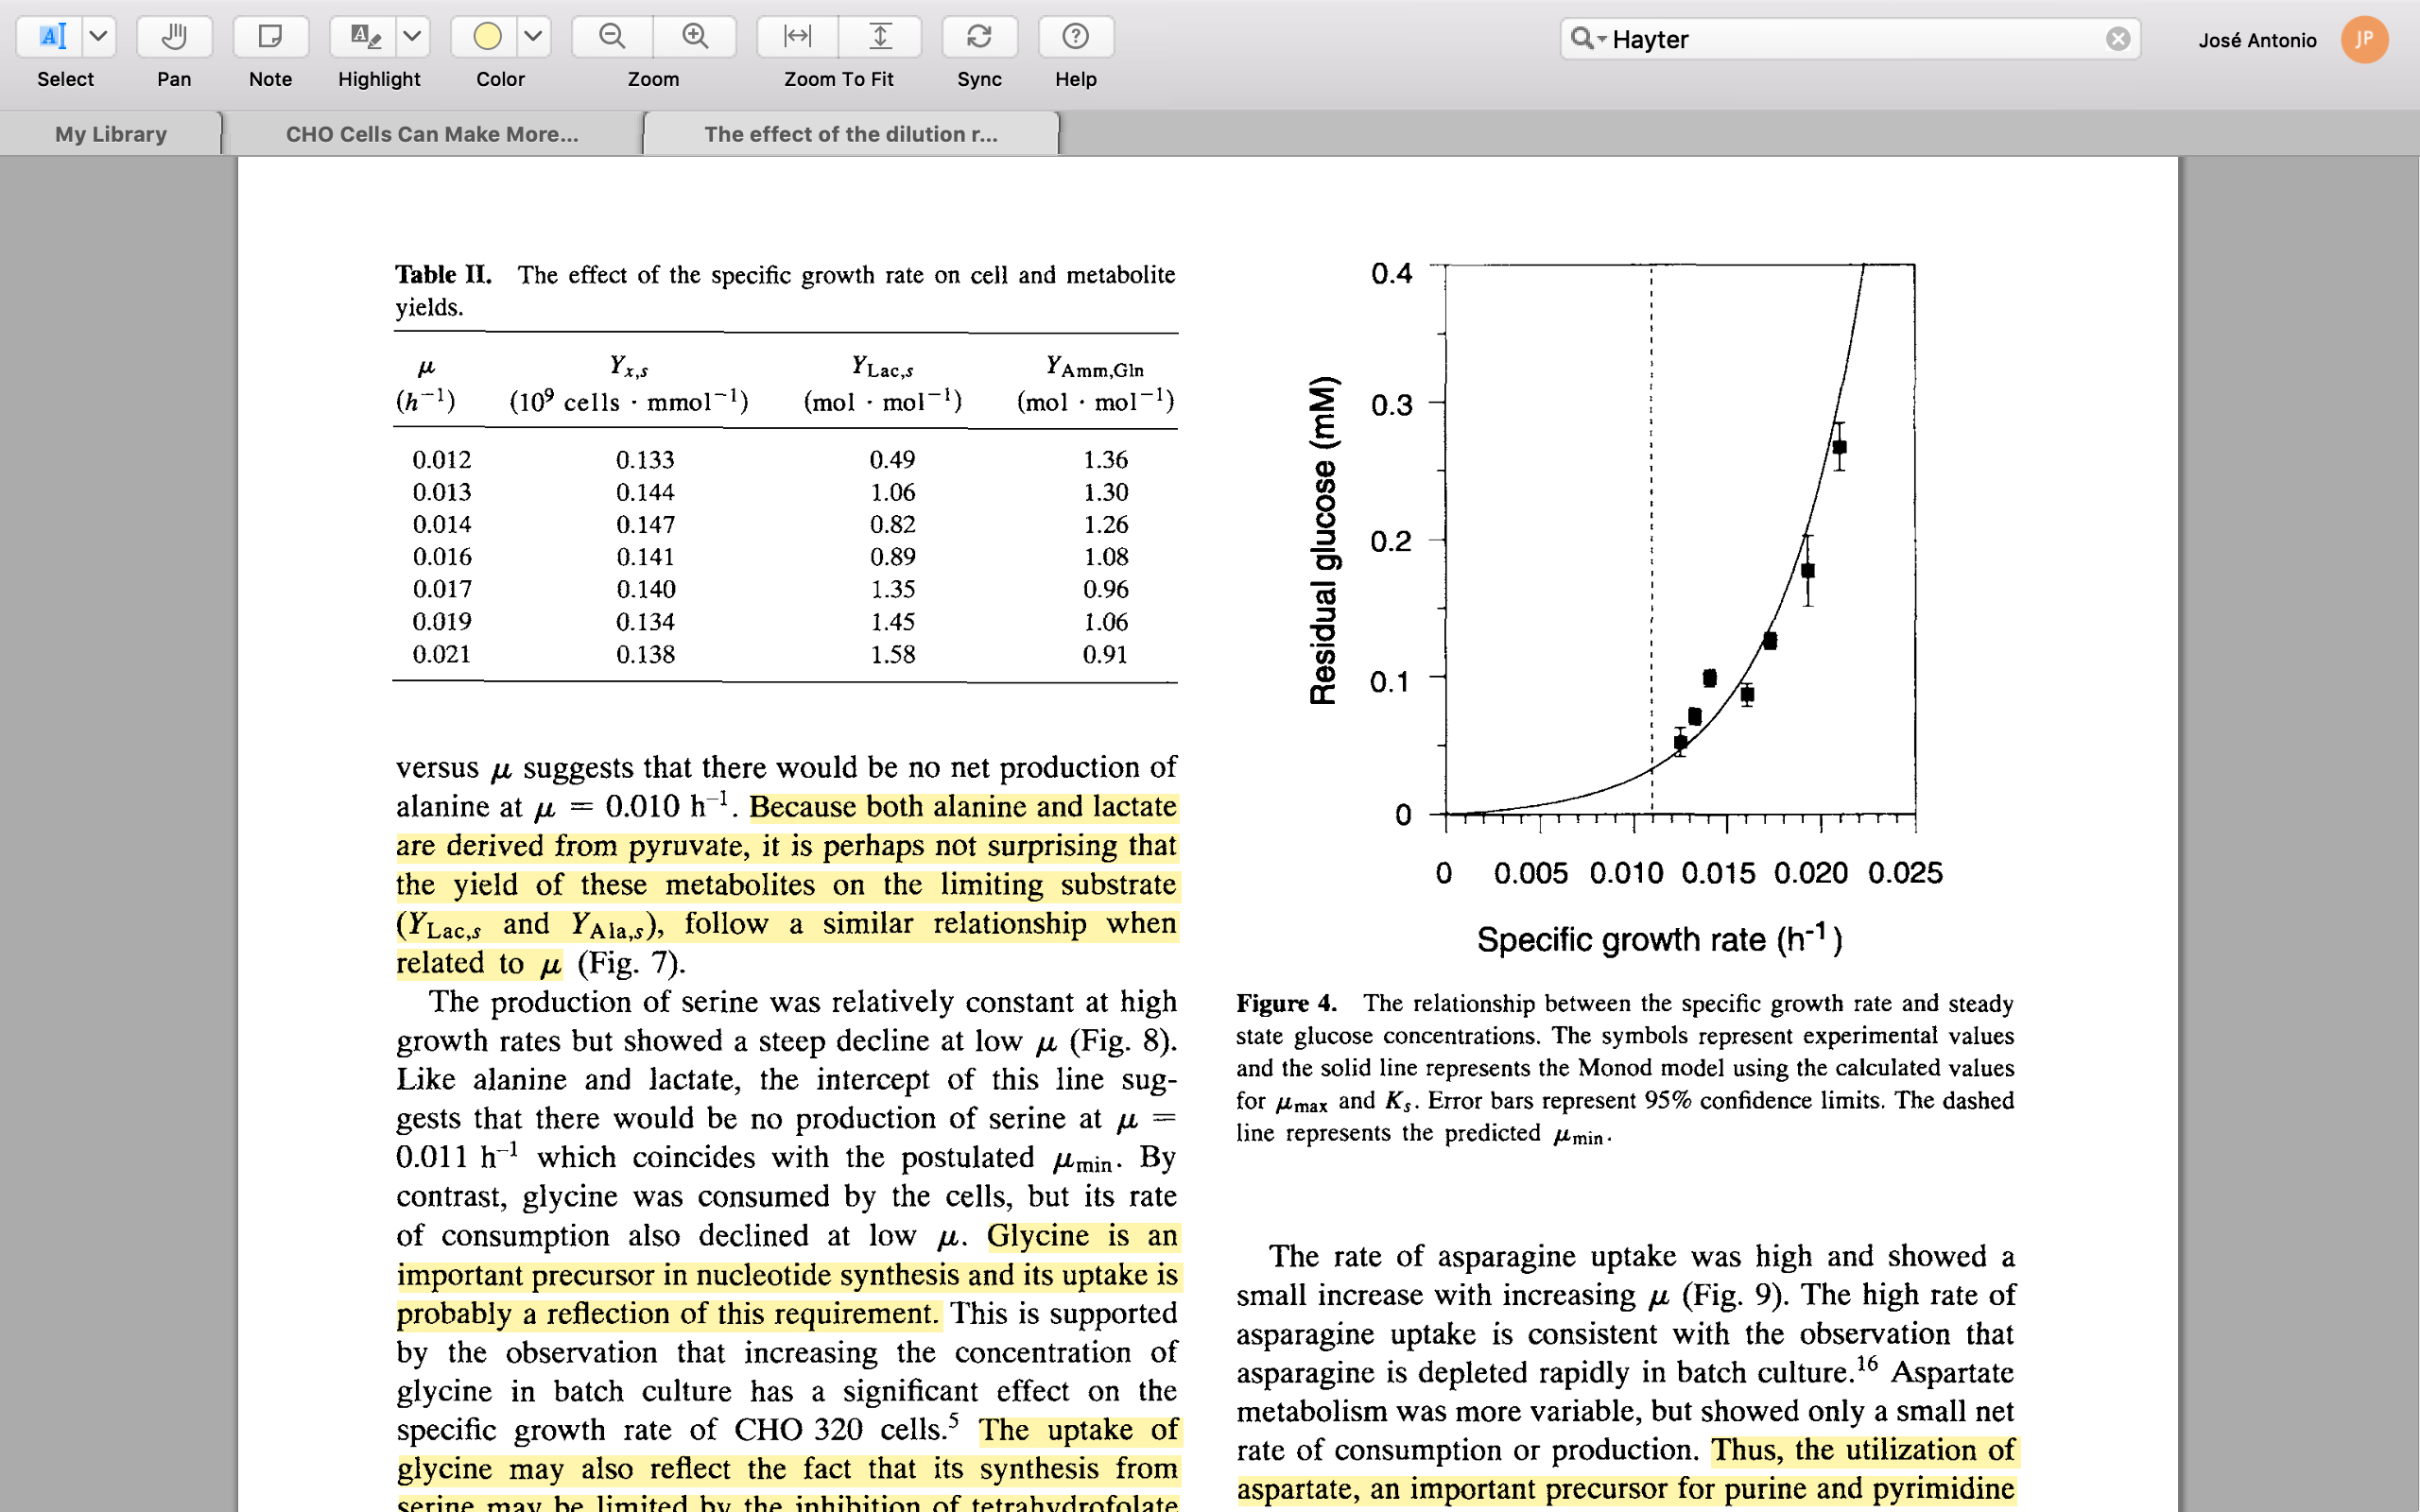 Hayter
José Antonio
JP
Select
Pan
Note
Highlight
Color
Zoom
Zoom To Fit
Sync
Help
My Library
CHO Cells Can Make More...
The effect of the dilution r...
Table II. The effect of the specific growth rate on cell and metabolite
yields.
μ Yx,s YLac,s YAmm,Gln
(h⁻¹) (10⁹ cells · mmol⁻¹) (mol · mol⁻¹) (mol · mol⁻¹)
0.012 0.133 0.49 1.36
0.013 0.144 1.06 1.30
0.014 0.147 0.82 1.26
0.016 0.141 0.89 1.08
0.017 0.140 1.35 0.96
0.019 0.134 1.45 1.06
0.021 0.138 1.58 0.91
versus μ suggests that there would be no net production of
alanine at μ = 0.010 h⁻¹. Because both alanine and lactate
are derived from pyruvate, it is perhaps not surprising that
the yield of these metabolites on the limiting substrate
(YLac,s and YAla,s), follow a similar relationship when
related to μ (Fig. 7).
The production of serine was relatively constant at high
growth rates but showed a steep decline at low μ (Fig. 8).
Like alanine and lactate, the intercept of this line sug-
gests that there would be no production of serine at μ =
0.011 h⁻¹ which coincides with the postulated μmin. By
contrast, glycine was consumed by the cells, but its rate
of consumption also declined at low μ. Glycine is an
important precursor in nucleotide synthesis and its uptake is
probably a reflection of this requirement. This is supported
by the observation that increasing the concentration of
glycine in batch culture has a significant effect on the
specific growth rate of CHO 320 cells.⁵ The uptake of
glycine may also reflect the fact that its synthesis from
serine may be limited by the inhibition of tetrahydrofolate
Residual glucose (mM)
0.4
0.3
0.2
0.1
0
0 0.005 0.010 0.015 0.020 0.025
Specific growth rate (h⁻¹)
Figure 4. The relationship between the specific growth rate and steady
state glucose concentrations. The symbols represent experimental values
and the solid line represents the Monod model using the calculated values
for μmax and Ks. Error bars represent 95% confidence limits. The dashed
line represents the predicted μmin.
The rate of asparagine uptake was high and showed a
small increase with increasing μ (Fig. 9). The high rate of
asparagine uptake is consistent with the observation that
asparagine is depleted rapidly in batch culture.¹⁶ Aspartate
metabolism was more variable, but showed only a small net
rate of consumption or production. Thus, the utilization of
aspartate, an important precursor for purine and pyrimidine